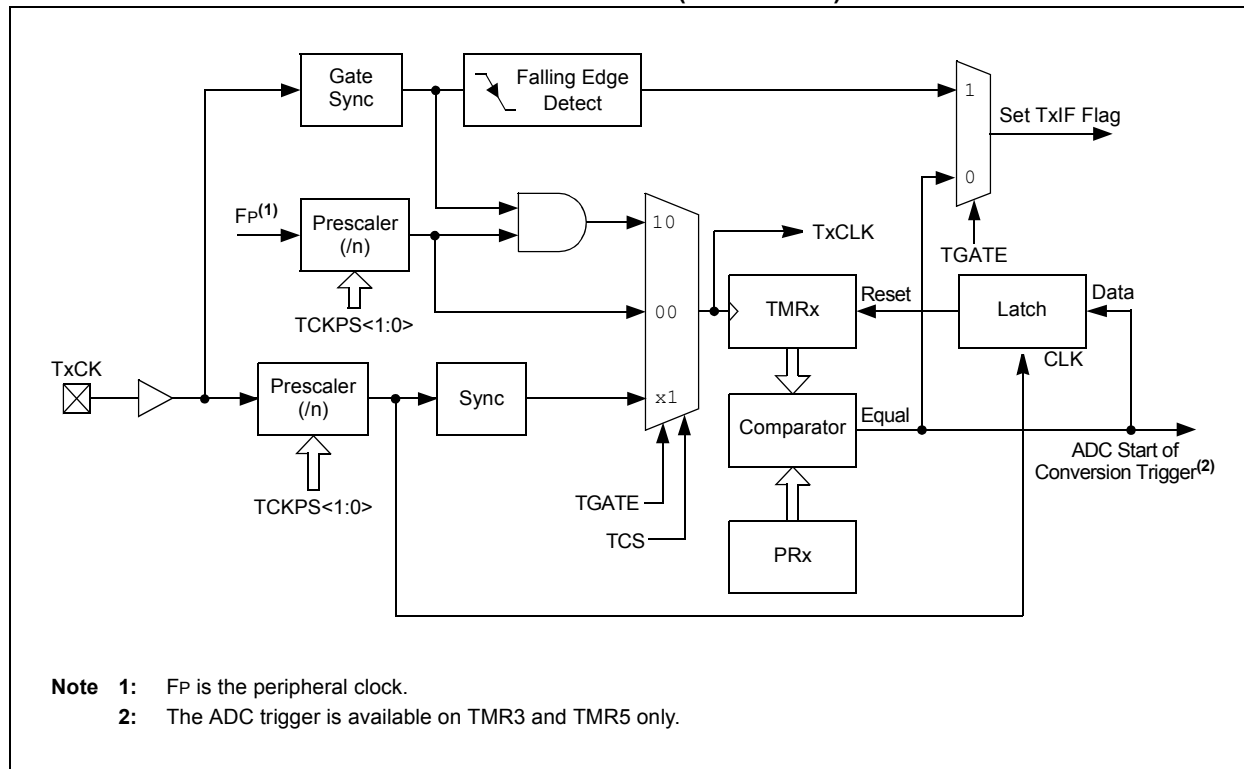 Gate
Sync
Falling Edge
Detect
1
Set TxIF Flag
0
TGATE
FP(1)
Prescaler
(/n)
TCKPS<1:0>
10
00
x1
TxCLK
TMRx
Reset
Latch
Data
CLK
TxCK
Prescaler
(/n)
TCKPS<1:0>
Sync
Comparator
Equal
ADC Start of
Conversion Trigger(2)
TGATE
TCS
PRx
Note 1: FP is the peripheral clock.
2: The ADC trigger is available on TMR3 and TMR5 only.